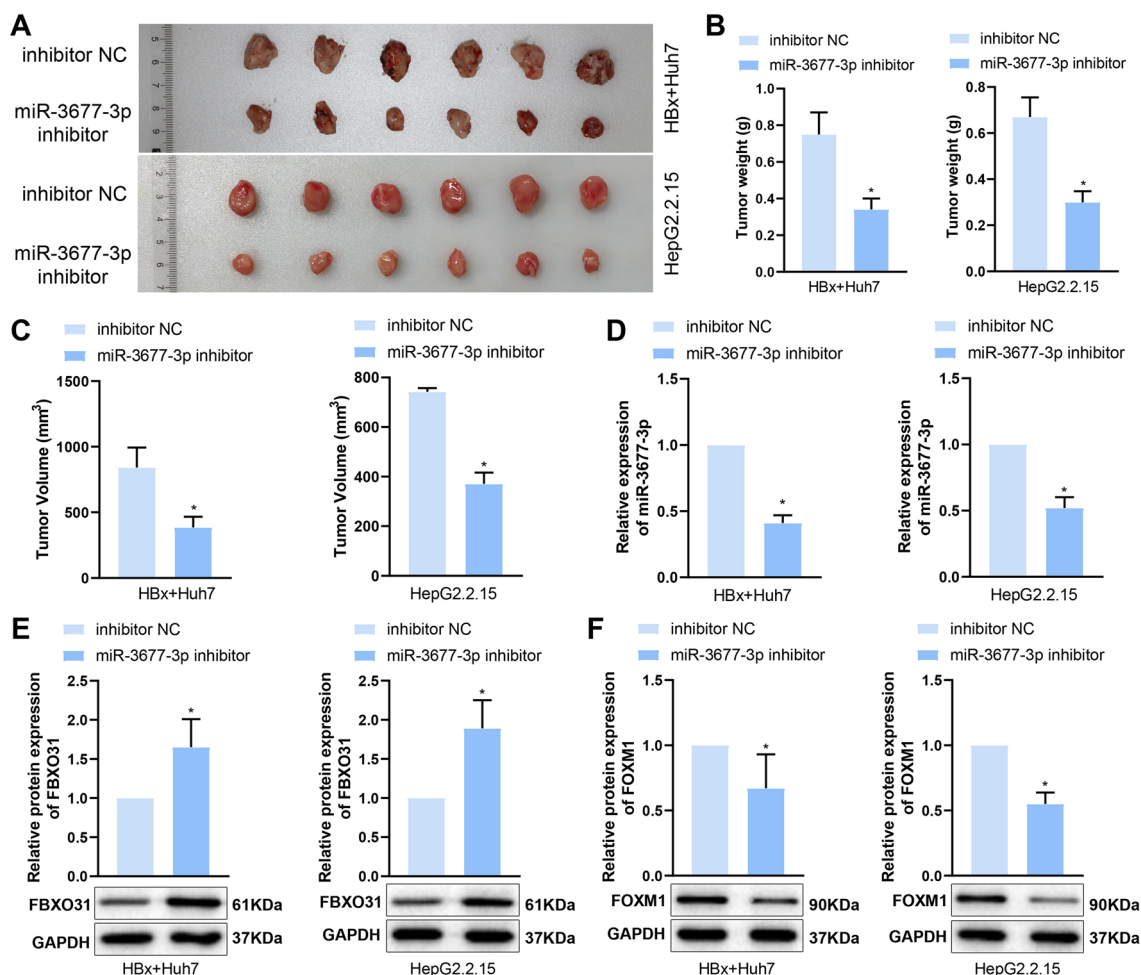 A
inhibitor NC
miR-3677-3p
inhibitor
HBx+Huh7
5
6
7
8
9
inhibitor NC
miR-3677-3p
inhibitor
HepG2.2.15
2
3
4
5
6
7
B
inhibitor NC
miR-3677-3p inhibitor
Tumor weight (g)
1.0
0.8
0.6
0.4
0.2
0.0
*
HBx+Huh7
inhibitor NC
miR-3677-3p inhibitor
Tumor weight (g)
0.8
0.6
0.4
0.2
0.0
*
HepG2.2.15
C
inhibitor NC
miR-3677-3p inhibitor
Tumor Volume (mm³)
1500
1000
500
0
*
HBx+Huh7
inhibitor NC
miR-3677-3p inhibitor
Tumor Volume (mm³)
800
600
400
200
0
*
HepG2.2.15
D
inhibitor NC
miR-3677-3p inhibitor
Relative expression
of miR-3677-3p
1.5
1.0
0.5
0.0
*
HBx+Huh7
inhibitor NC
miR-3677-3p inhibitor
Relative expression
of miR-3677-3p
1.5
1.0
0.5
0.0
*
HepG2.2.15
E
inhibitor NC
miR-3677-3p inhibitor
Relative protein expression
of FBXO31
2.5
2.0
1.5
1.0
0.5
0.0
*
FBXO31 61KDa
GAPDH 37KDa
HBx+Huh7
inhibitor NC
miR-3677-3p inhibitor
Relative protein expression
of FBXO31
2.5
2.0
1.5
1.0
0.5
0.0
*
FBXO31 61KDa
GAPDH 37KDa
HepG2.2.15
F
inhibitor NC
miR-3677-3p inhibitor
Relative protein expression
of FOXM1
1.5
1.0
0.5
0.0
*
FOXM1 90KDa
GAPDH 37KDa
HBx+Huh7
inhibitor NC
miR-3677-3p inhibitor
Relative protein expression
of FOXM1
1.5
1.0
0.5
0.0
*
FOXM1 90KDa
GAPDH 37KDa
HepG2.2.15